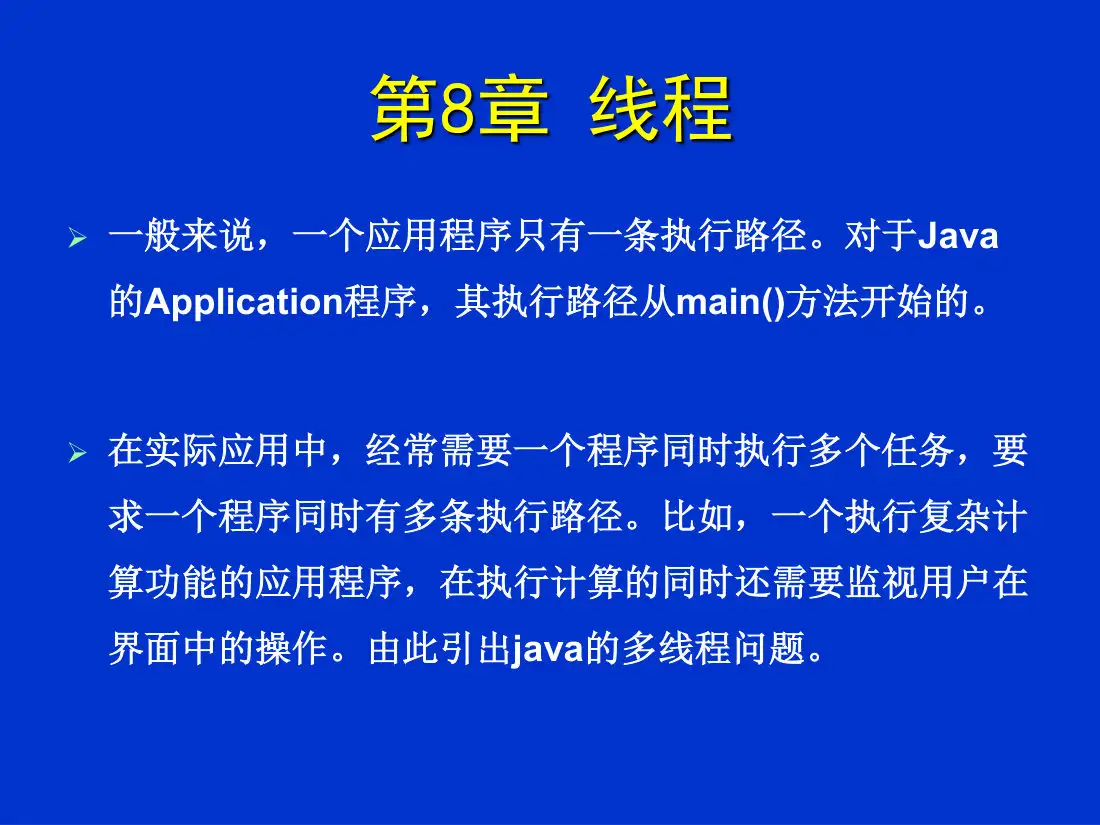 第8章 线程
一般来说，一个应用程序只有一条执行路径。对于Java
的Application程序，其执行路径从main()方法开始的。
在实际应用中，经常需要一个程序同时执行多个任务，要
求一个程序同时有多条执行路径。比如，一个执行复杂计
算功能的应用程序，在执行计算的同时还需要监视用户在
界面中的操作。由此引出java的多线程问题。